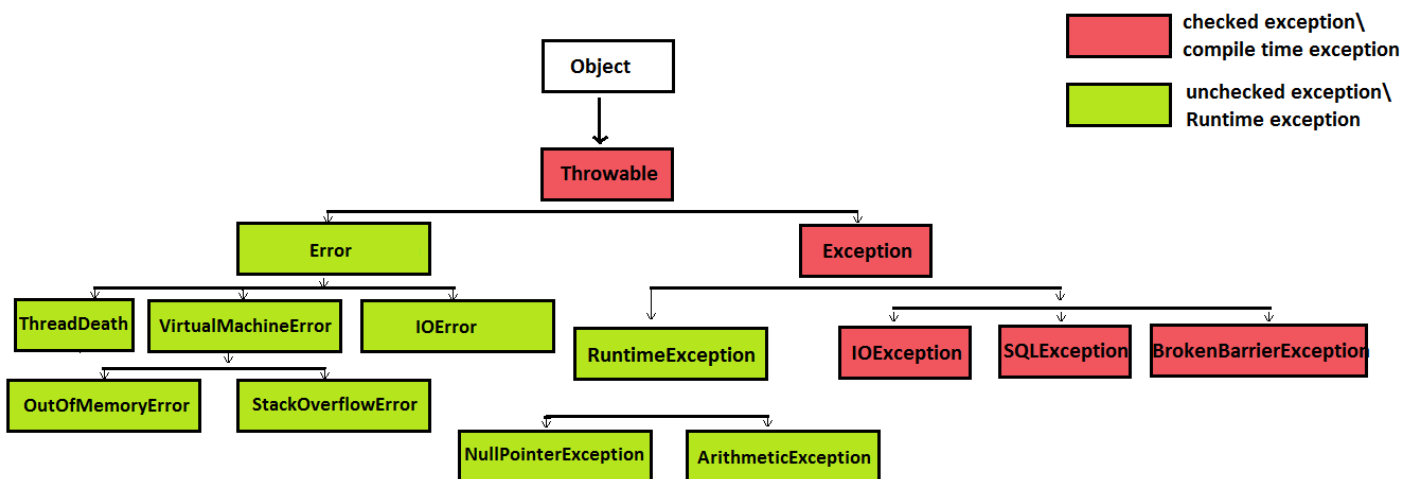 checked exception\
compile time exception
Object
unchecked exception\
Runtime exception
Throwable
Error
Exception
ThreadDeath
VirtualMachineError
IOError
RuntimeException
IOException
SQLException
BrokenBarrierException
OutOfMemoryError
StackOverflowError
NullPointerException
ArithmeticException